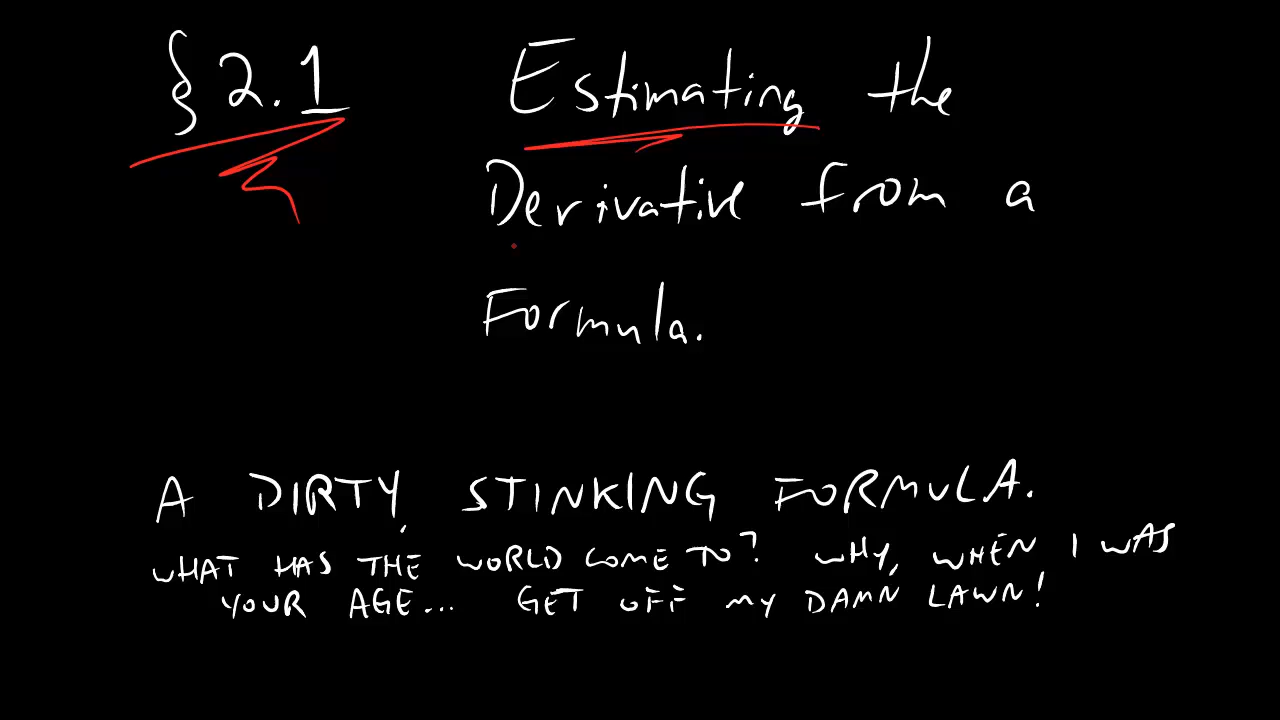 § 2.1 Estimating the
Derivative from a
Formula.
A DIRTY, STINKING FORMULA.
WHAT HAS THE WORLD COME TO? WHY, WHEN I WAS
YOUR AGE... GET OFF MY DAMN LAWN!